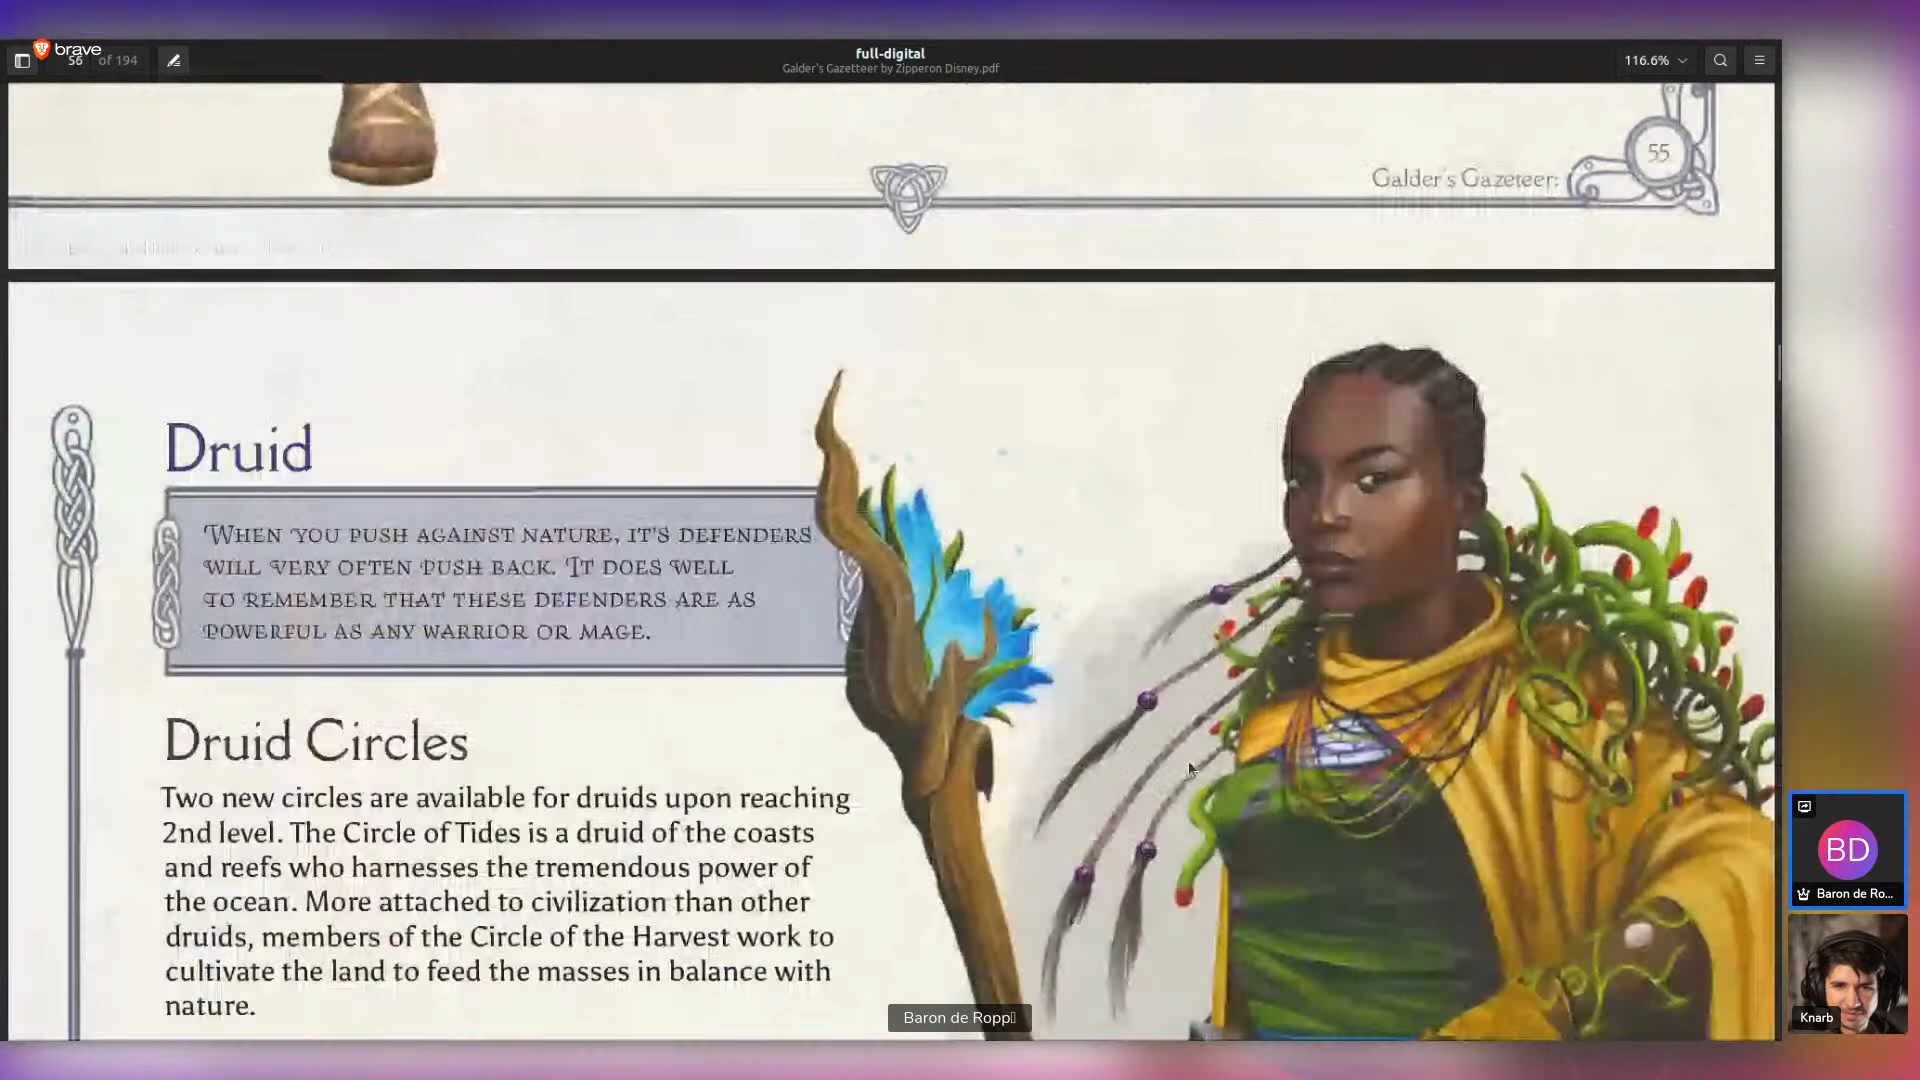 brave
56 of 194
full-digital
Galder's Gazetteer by Zipperon Disney.pdf
116.6%
Galder's Gazeteer:
55
Druid
When you push against nature, it's defenders
will very often push back. It does well
to remember that these defenders are as
powerful as any warrior or mage.
Druid Circles
Two new circles are available for druids upon reaching
2nd level. The Circle of Tides is a druid of the coasts
and reefs who harnesses the tremendous power of
the ocean. More attached to civilization than other
druids, members of the Circle of the Harvest work to
cultivate the land to feed the masses in balance with
nature.
Baron de Ropp
BD
Baron de Ro...
Knarb